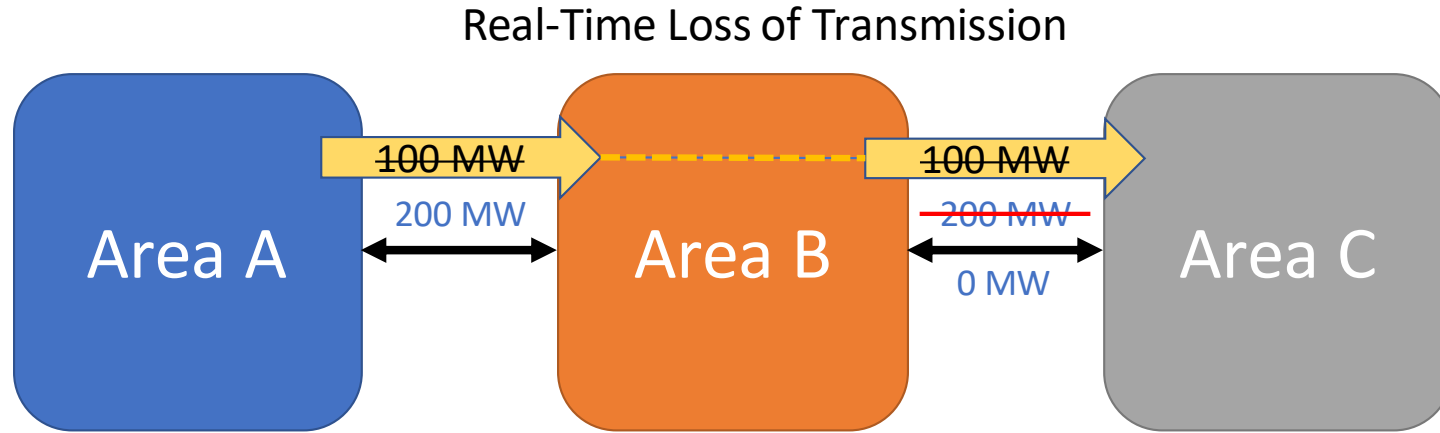 Real-Time Loss of Transmission
100 MW
100 MW
200 MW
200 MW
Area A
Area B
Area C
0 MW